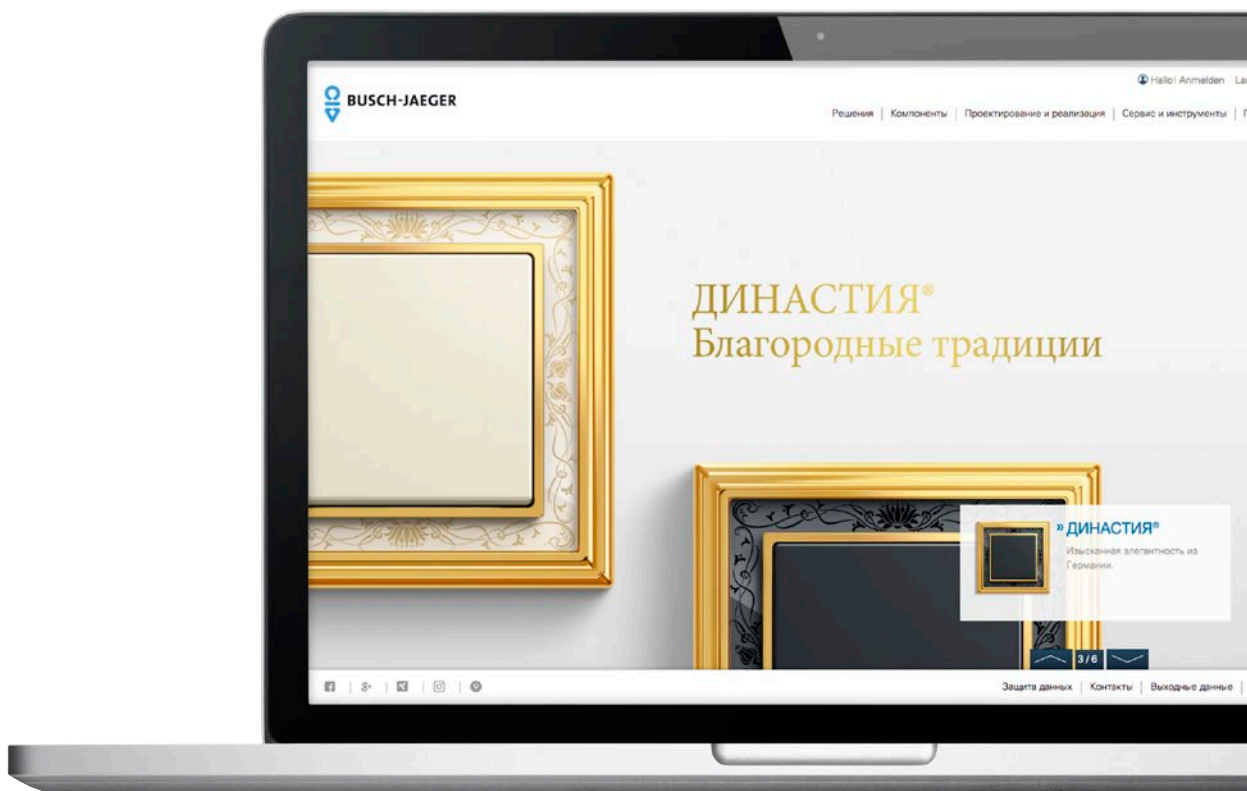 BUSCH-JAEGER
Hallo! Anmelden
Решения | Компоненты | Проектирование и реализация | Сервис и инструменты
ДИНАСТИЯ®
Благородные традиции
» ДИНАСТИЯ®
Изысканная элегантность из
Германии.
3/6
Защита данных | Контакты | Выходные данные